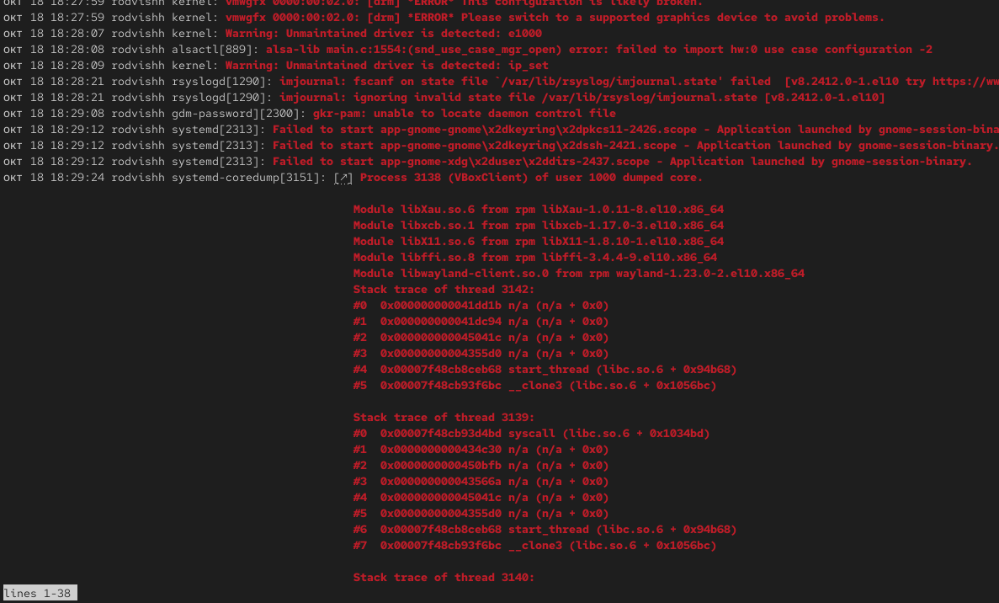 окт 18 18:27:59 rodvishh kernel: vmwgfx 0000:00:02.0: [drm] *ERROR* This configuration is likely broken.
окт 18 18:27:59 rodvishh kernel: vmwgfx 0000:00:02.0: [drm] *ERROR* Please switch to a supported graphics device to avoid problems.
окт 18 18:28:07 rodvishh kernel: Warning: Unmaintained driver is detected: e1000
окт 18 18:28:08 rodvishh alsactl[889]: alsa-lib main.c:1554:(snd_use_case_mgr_open) error: failed to import hw:0 use case configuration -2
окт 18 18:28:09 rodvishh kernel: Warning: Unmaintained driver is detected: ip_set
окт 18 18:28:21 rodvishh rsyslogd[1290]: imjournal: fscanf on state file `/var/lib/rsyslog/imjournal.state' failed  [v8.2412.0-1.el10 try https://ww
окт 18 18:28:21 rodvishh rsyslogd[1290]: imjournal: ignoring invalid state file /var/lib/rsyslog/imjournal.state [v8.2412.0-1.el10]
окт 18 18:29:08 rodvishh gdm-password][2300]: gkr-pam: unable to locate daemon control file
окт 18 18:29:12 rodvishh systemd[2313]: Failed to start app-gnome-gnome\x2dkeyring\x2dpkcs11-2426.scope - Application launched by gnome-session-bina
окт 18 18:29:12 rodvishh systemd[2313]: Failed to start app-gnome-gnome\x2dkeyring\x2dssh-2421.scope - Application launched by gnome-session-binary.
окт 18 18:29:12 rodvishh systemd[2313]: Failed to start app-gnome-xdg\x2duser\x2ddirs-2437.scope - Application launched by gnome-session-binary.
окт 18 18:29:24 rodvishh systemd-coredump[3151]: [↗] Process 3138 (VBoxClient) of user 1000 dumped core.
Module libXau.so.6 from rpm libXau-1.0.11-8.el10.x86_64
Module libxcb.so.1 from rpm libxcb-1.17.0-3.el10.x86_64
Module libX11.so.6 from rpm libX11-1.8.10-1.el10.x86_64
Module libffi.so.8 from rpm libffi-3.4.4-9.el10.x86_64
Module libwayland-client.so.0 from rpm wayland-1.23.0-2.el10.x86_64
Stack trace of thread 3142:
#0  0x000000000041dd1b n/a (n/a + 0x0)
#1  0x000000000041dc94 n/a (n/a + 0x0)
#2  0x000000000045041c n/a (n/a + 0x0)
#3  0x00000000004355d0 n/a (n/a + 0x0)
#4  0x00007f48cb8ceb68 start_thread (libc.so.6 + 0x94b68)
#5  0x00007f48cb93f6bc __clone3 (libc.so.6 + 0x1056bc)
Stack trace of thread 3139:
#0  0x00007f48cb93d4bd syscall (libc.so.6 + 0x1034bd)
#1  0x0000000000434c30 n/a (n/a + 0x0)
#2  0x0000000000450bfb n/a (n/a + 0x0)
#3  0x000000000043566a n/a (n/a + 0x0)
#4  0x000000000045041c n/a (n/a + 0x0)
#5  0x00000000004355d0 n/a (n/a + 0x0)
#6  0x00007f48cb8ceb68 start_thread (libc.so.6 + 0x94b68)
#7  0x00007f48cb93f6bc __clone3 (libc.so.6 + 0x1056bc)
Stack trace of thread 3140:
lines 1-38